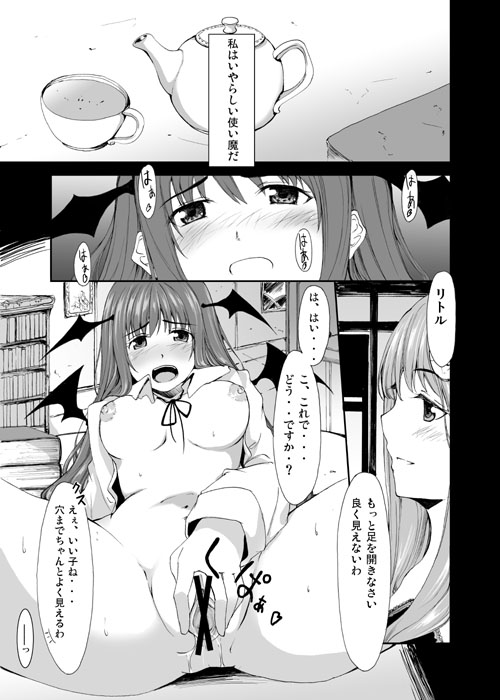 私はいやらしい使い魔だ
はぁ
はぁ
はぁ
はぁ
リトル
は、はい・・・
こ、これで・・・
どう・・ですか・?
もっと足を開きなさい
良く見えないわ
クス
ええ、いい子ね・・・
穴までちゃんとよく見えるわ
くぱぁ
ーーっ